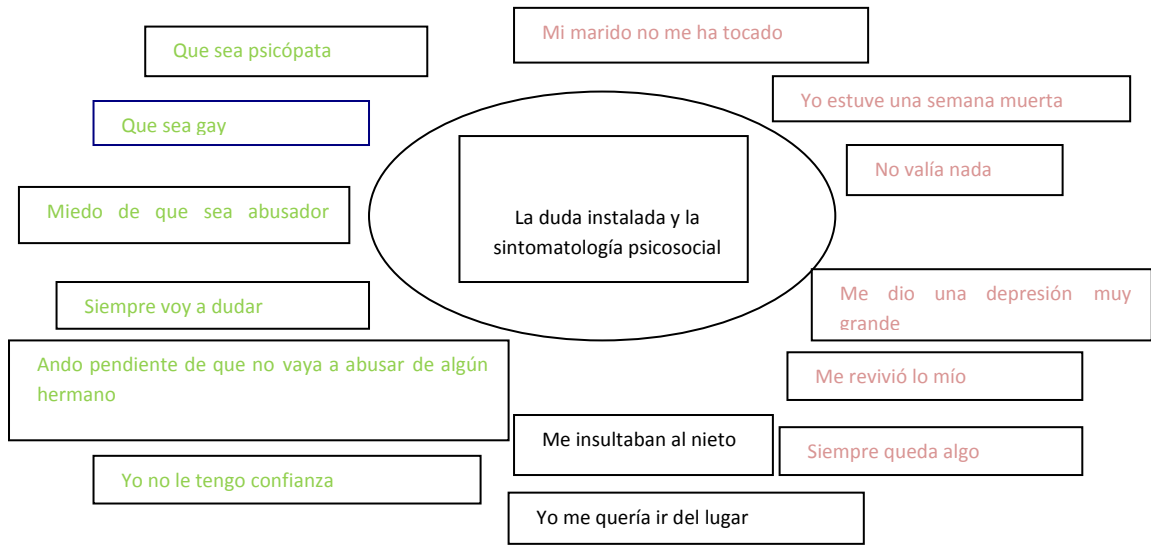 Mi marido no me ha tocado
Que sea psicópata
Yo estuve una semana muerta
Que sea gay
No valía nada
Miedo de que sea abusador
La duda instalada y la
sintomatología psicosocial
Siempre voy a dudar
Me dio una depresión muy
grande
Ando pendiente de que no vaya a abusar de algún
hermano
Me revivió lo mío
Me insultaban al nieto
Siempre queda algo
Yo no le tengo confianza
Yo me quería ir del lugar